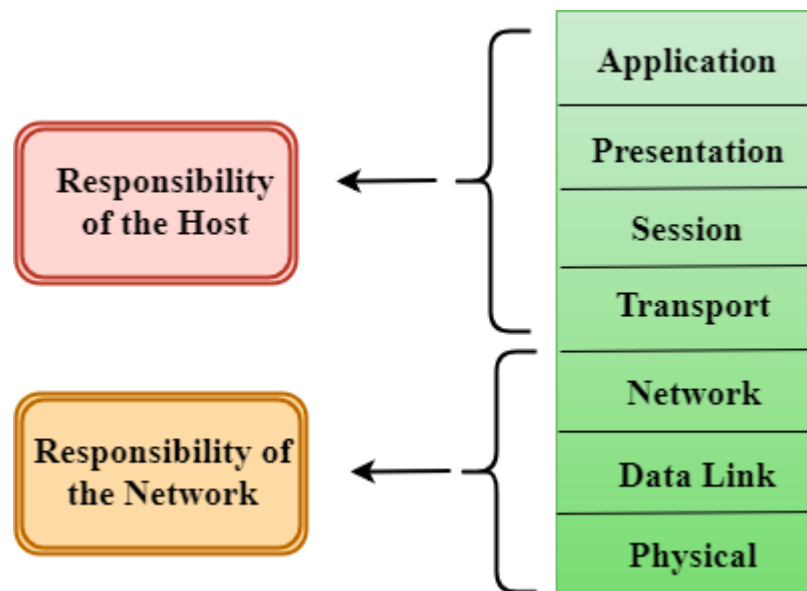 Responsibility
of the Host
Responsibility of
the Network
Application
Presentation
Session
Transport
Network
Data Link
Physical